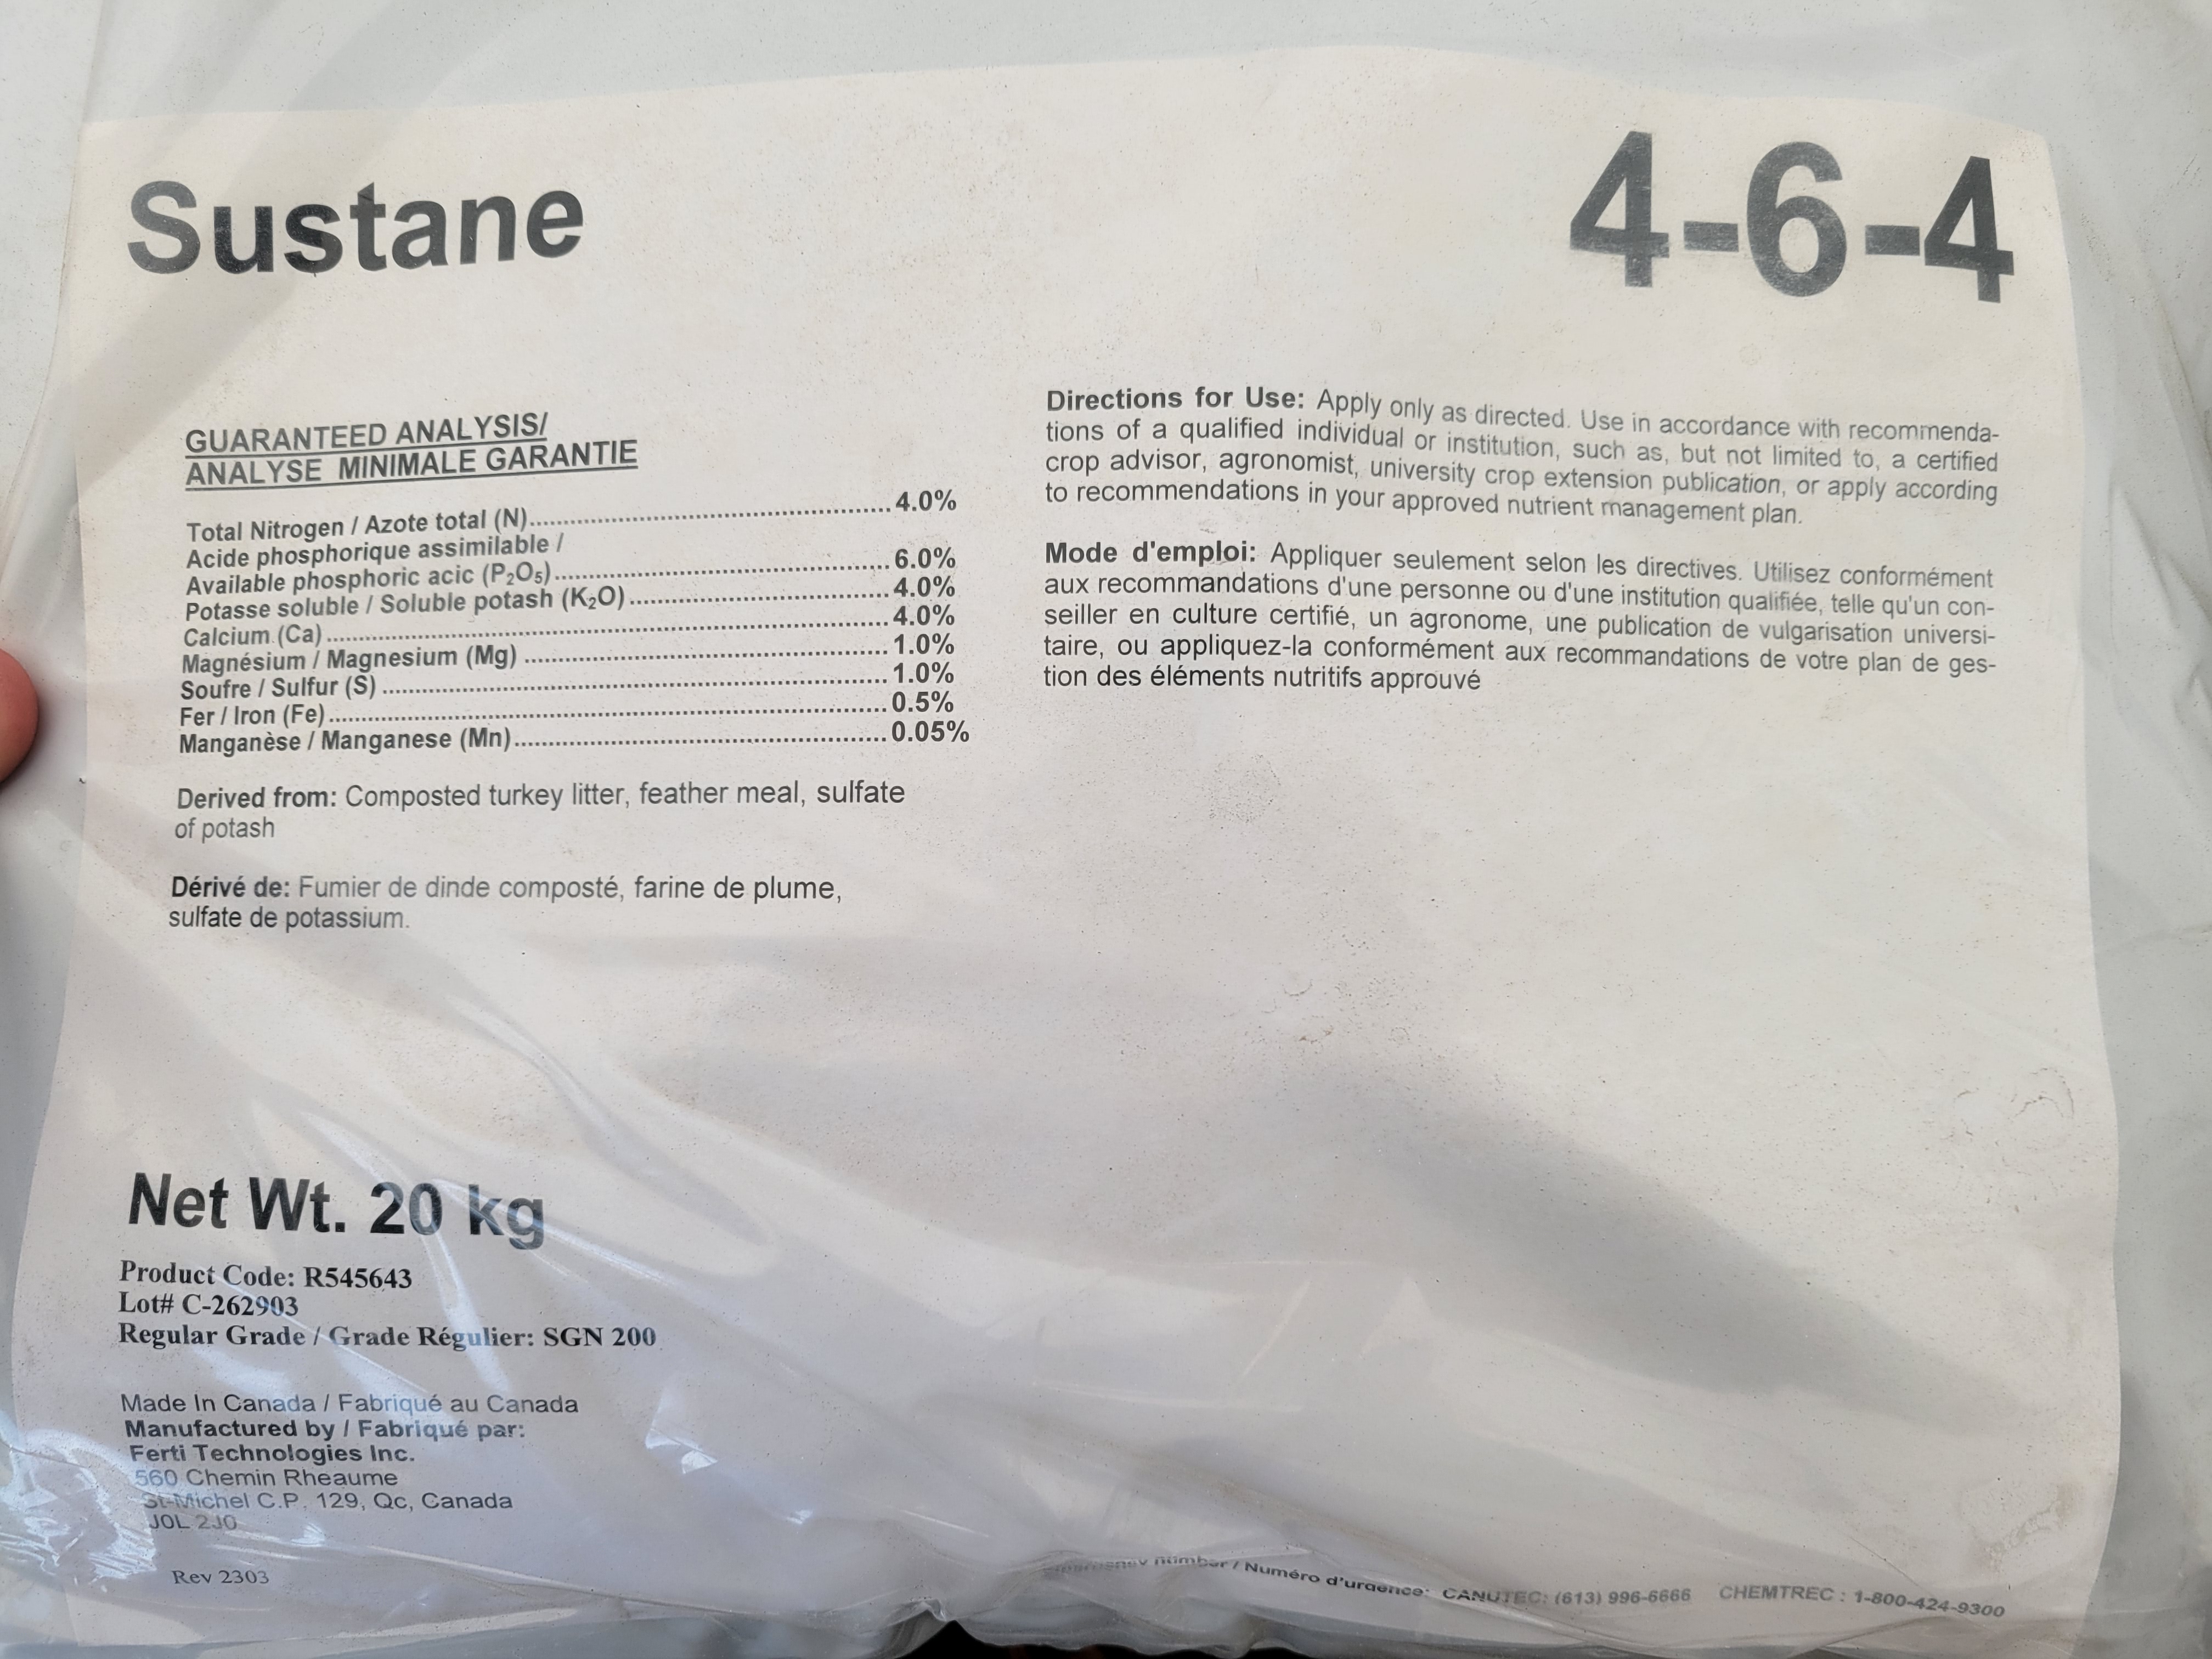 Sustane
4-6-4
GUARANTEED ANALYSIS/
ANALYSE MINIMALE GARANTIE
Total Nitrogen / Azote total (N)..........4.0%
Acide phosphorique assimilable /
Available phosphoric acic (P₂O₅)..........6.0%
Potasse soluble / Soluble potash (K₂O)..........4.0%
Calcium (Ca)..........4.0%
Magnésium / Magnesium (Mg)..........1.0%
Soufre / Sulfur (S)..........1.0%
Fer / Iron (Fe)..........0.5%
Manganèse / Manganese (Mn)..........0.05%
Derived from: Composted turkey litter, feather meal, sulfate
of potash
Dérivé de: Fumier de dinde composté, farine de plume,
sulfate de potassium.
Directions for Use: Apply only as directed. Use in accordance with recommenda-
tions of a qualified individual or institution, such as, but not limited to, a certified
crop advisor, agronomist, university crop extension publication, or apply according
to recommendations in your approved nutrient management plan.
Mode d'emploi: Appliquer seulement selon les directives. Utilisez conformément
aux recommandations d'une personne ou d'une institution qualifiée, telle qu'un con-
seiller en culture certifié, un agronome, une publication de vulgarisation universi-
taire, ou appliquez-la conformément aux recommandations de votre plan de ges-
tion des éléments nutritifs approuvé
Net Wt. 20 kg
Product Code: R545643
Lot# C-262903
Regular Grade / Grade Régulier: SGN 200
Made In Canada / Fabriqué au Canada
Manufactured by / Fabriqué par:
Ferti Technologies Inc.
560 Chemin Rheaume
St-Michel C.P. 129, Qc, Canada
J0L 2J0
Rev 2303
number / Numéro d'urgence: CANUTEC: (613) 996-6666 CHEMTREC : 1-800-424-9300